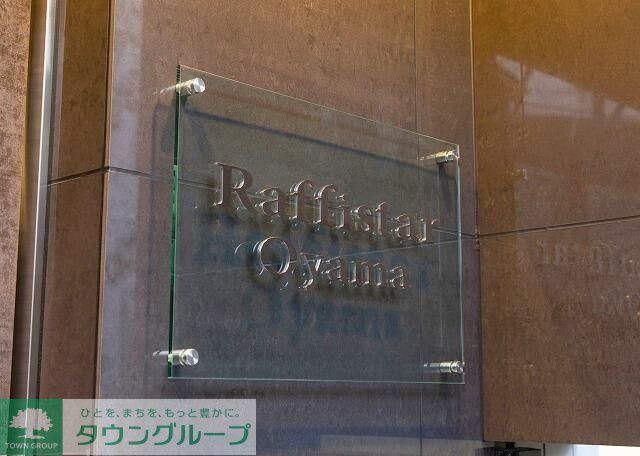 Raffistar
Oyama
TOWN GROUP
ひとを、まちを、もっと豊かに。
タウングループ